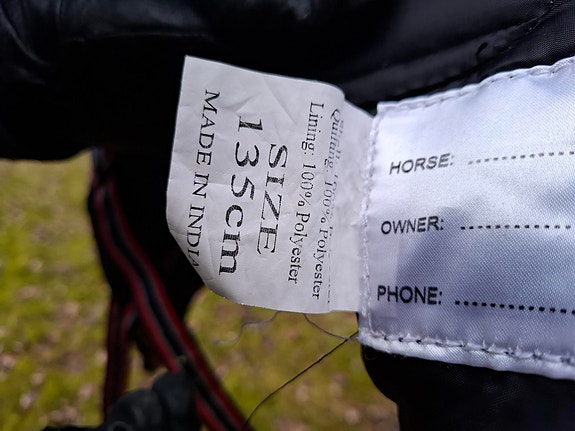 Quilting: 100% Polyester
Lining: 100% Polyester
SIZE
135cm
MADE IN INDIA
HORSE:
OWNER:
PHONE: